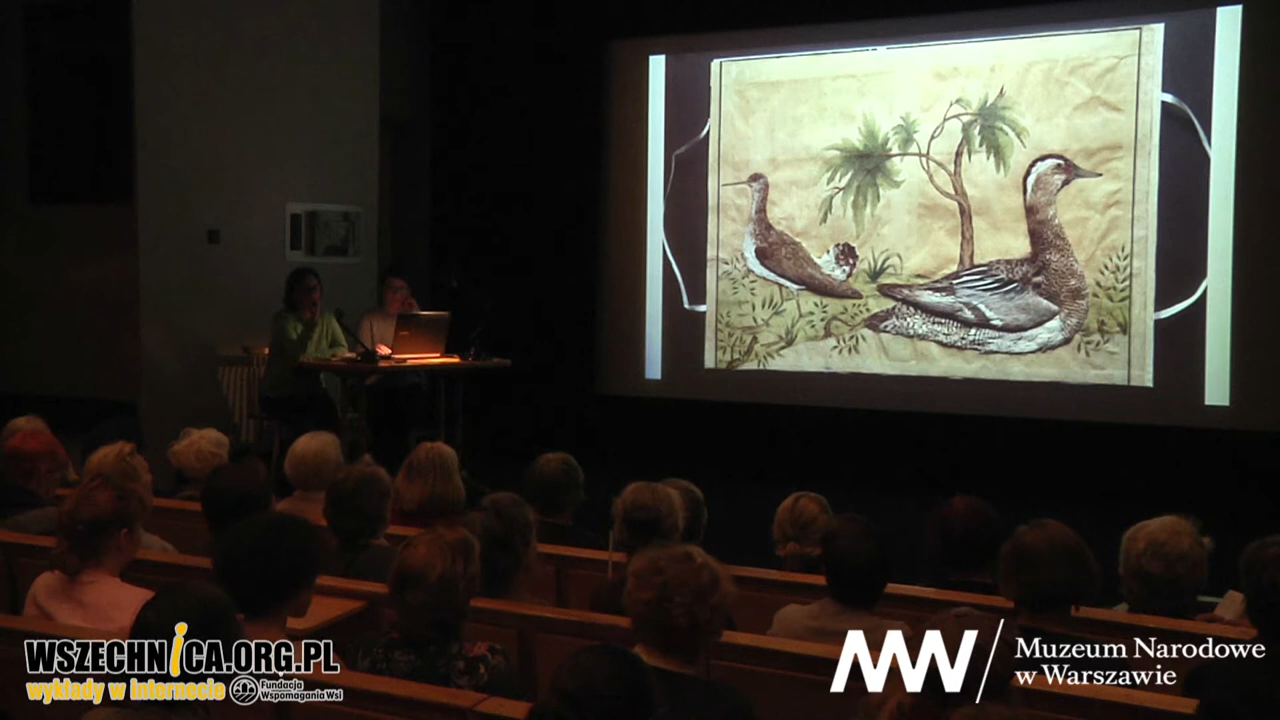 WSZECHNiCA.ORG.PL
wykłady w internecie
Fundacja
Wspomagania Wsi
Muzeum Narodowe
w Warszawie